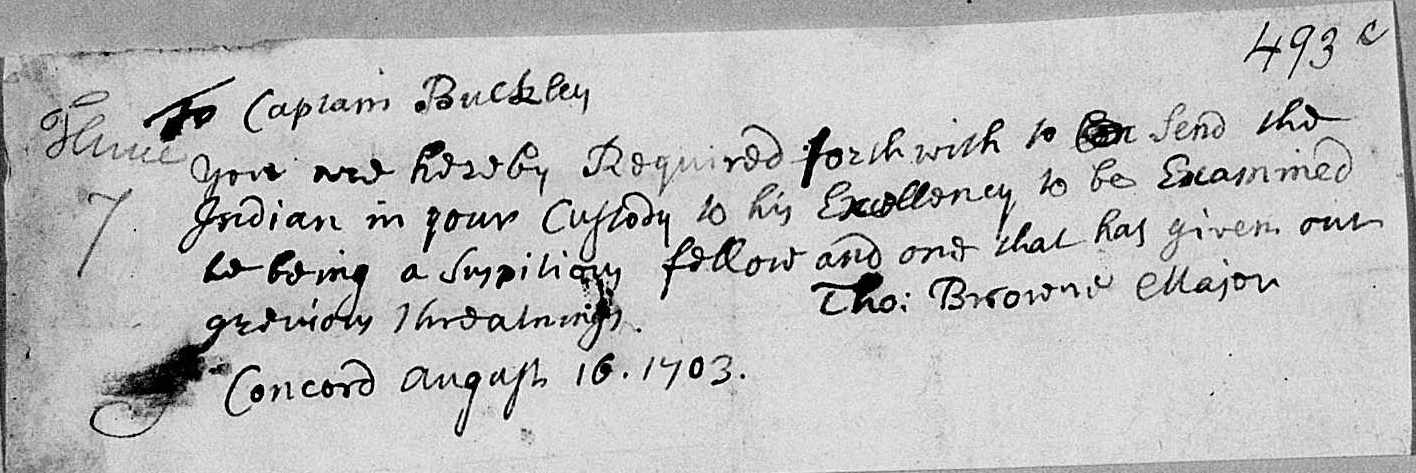 493 c
To Captain Buckley
you are hereby Required forthwith to Send the
Indian in your Custody to his Excellency to be Examined
he being a Suspitious fellow and one that has given out
grevious threatnings.
Tho: Browne Major
Concord August 16. 1703.
7